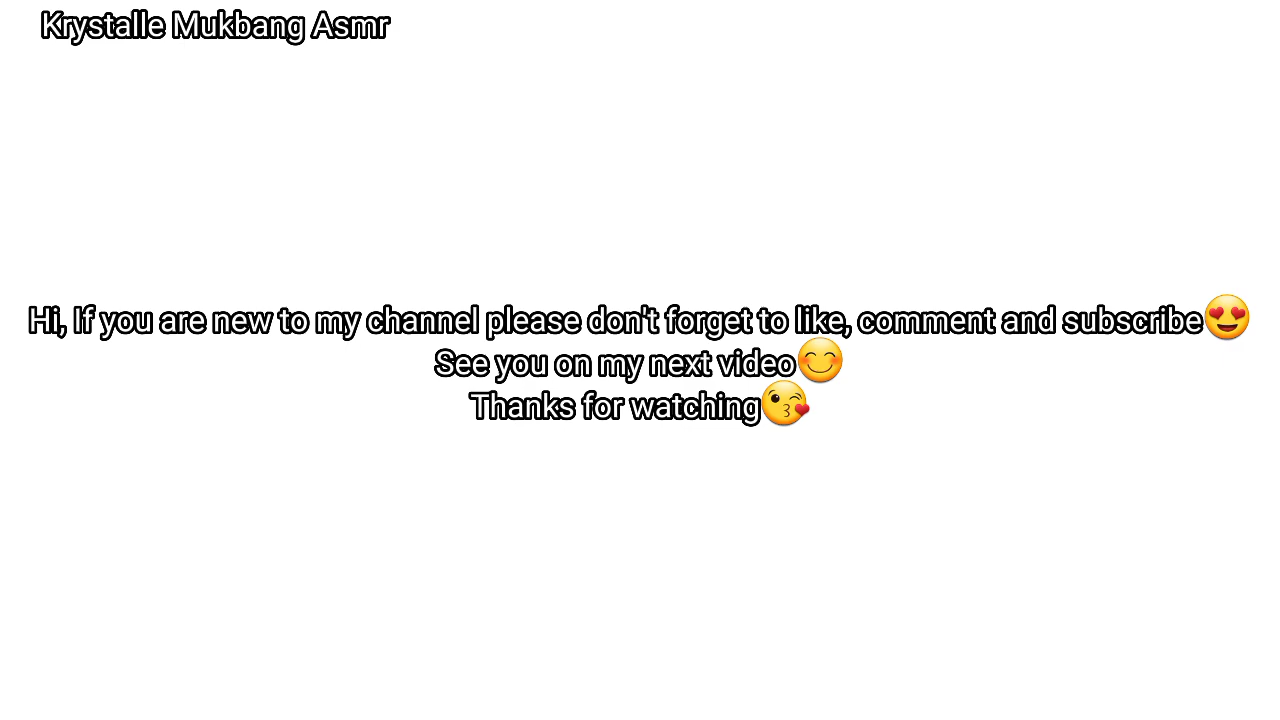 Krystalle Mukbang Asmr
Hi, If you are new to my channel please don't forget to like, comment and subscribe😍
See you on my next video😊
Thanks for watching😘